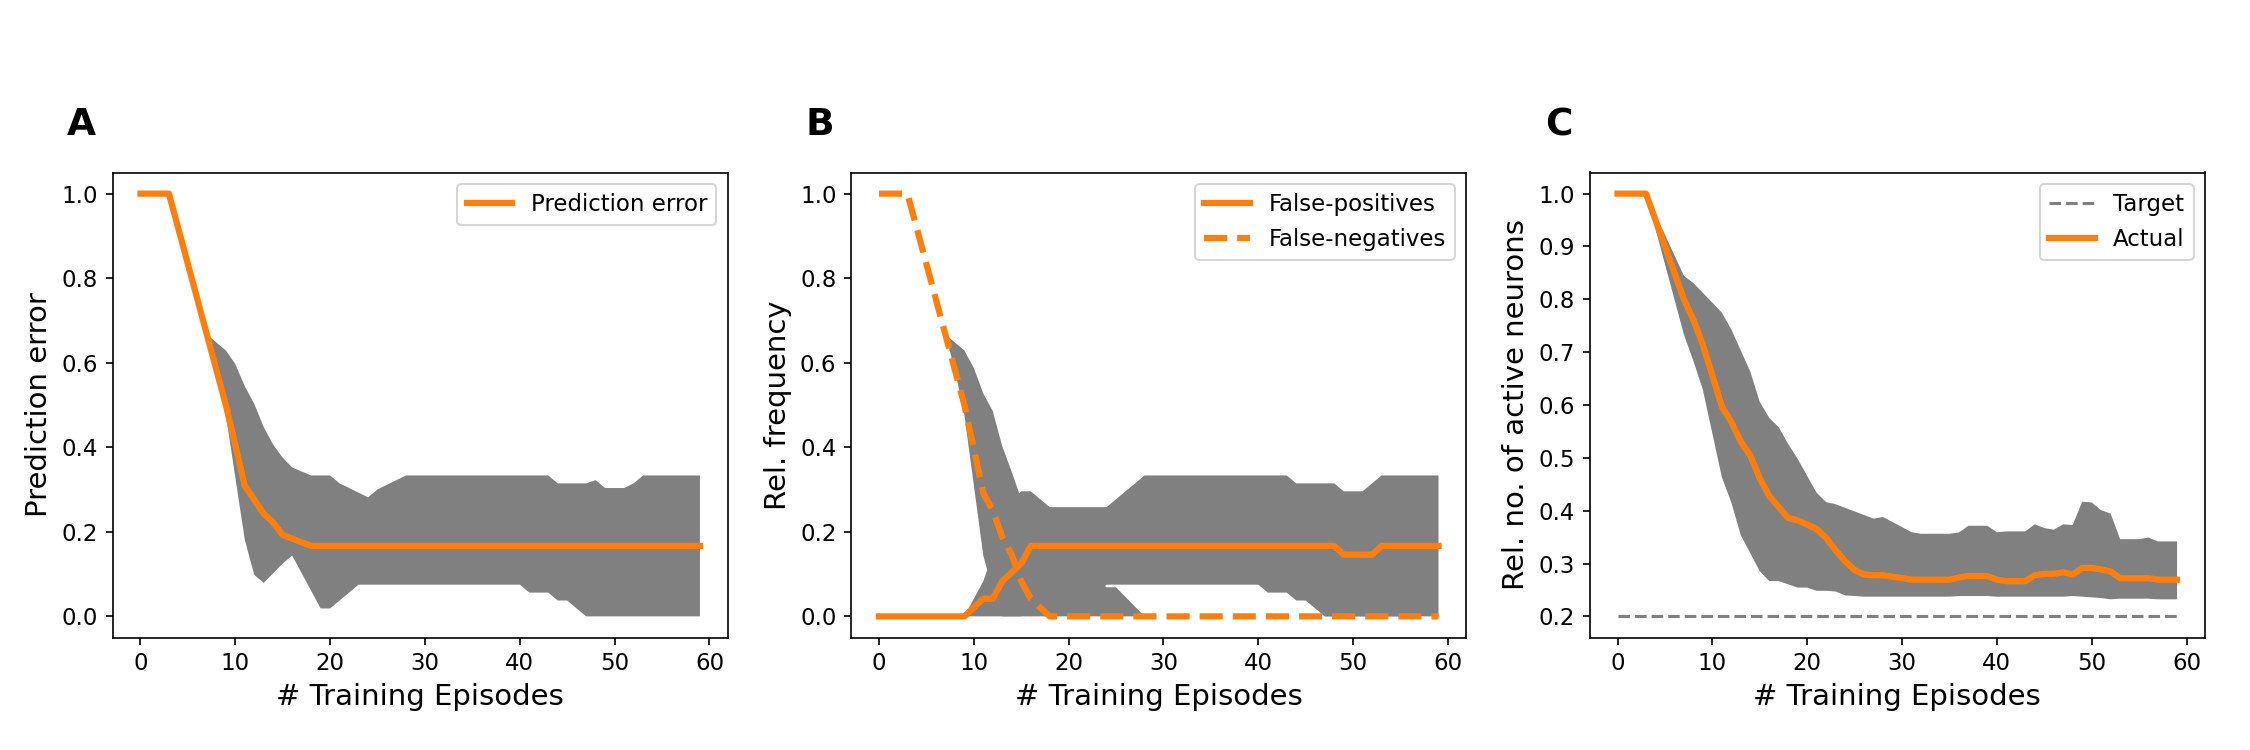 A
B
C
Prediction error
1.0
0.8
0.6
0.4
0.2
0.0
Prediction error
0 10 20 30 40 50 60
# Training Episodes
Rel. frequency
1.0
0.8
0.6
0.4
0.2
0.0
False-positives
False-negatives
0 10 20 30 40 50 60
# Training Episodes
Rel. no. of active neurons
1.0
0.9
0.8
0.7
0.6
0.5
0.4
0.3
0.2
Target
Actual
0 10 20 30 40 50 60
# Training Episodes